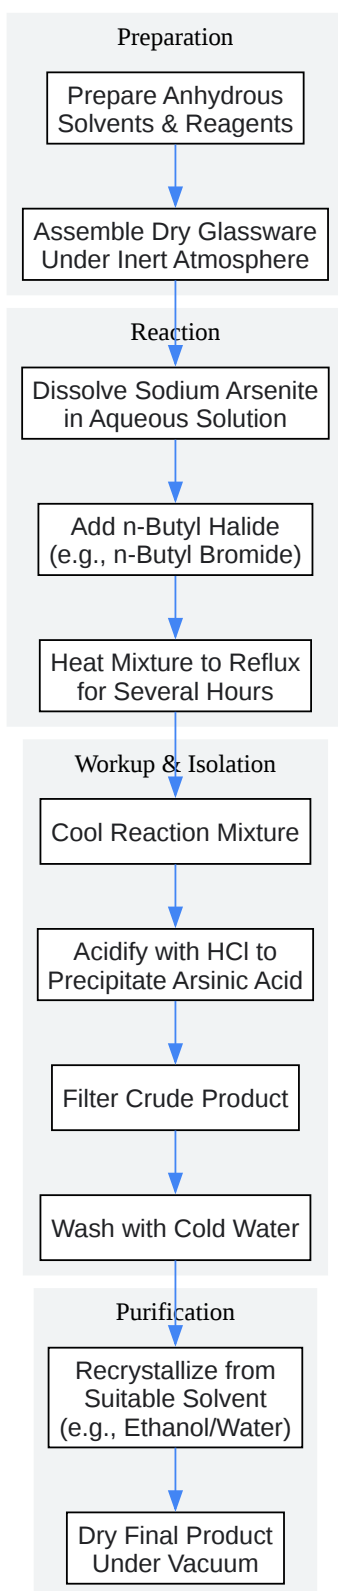 Preparation
Prepare Anhydrous
Solvents & Reagents
Assemble Dry Glassware
Under Inert Atmosphere
Reaction
Dissolve Sodium Arsenite
in Aqueous Solution
Add n-Butyl Halide
(e.g., n-Butyl Bromide)
Heat Mixture to Reflux
for Several Hours
Workup & Isolation
Cool Reaction Mixture
Acidify with HCl to
Precipitate Arsinic Acid
Filter Crude Product
Wash with Cold Water
Purification
Recrystallize from
Suitable Solvent
(e.g., Ethanol/Water)
Dry Final Product
Under Vacuum